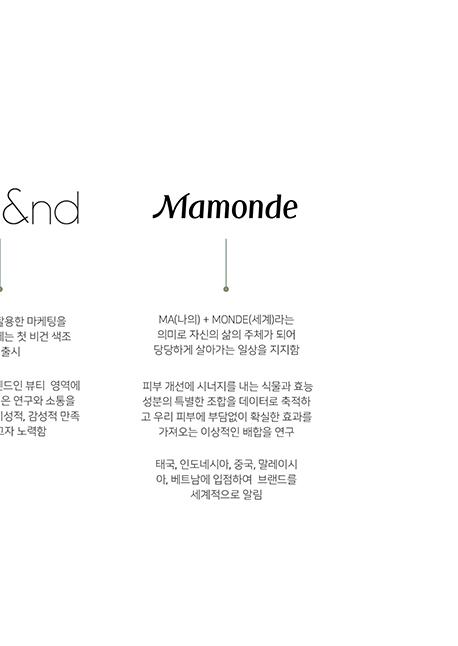 &nd
활용한 마케팅을
는 첫 비건 색조
출시
드인 뷰티 영역에
은 연구와 소통을
성적, 감성적 만족
자 노력함
Mamonde
MA(나의) + MONDE(세계)라는
의미로 자신의 삶의 주체가 되어
당당하게 살아가는 일상을 지지함
피부 개선에 시너지를 내는 식물과 효능
성분의 특별한 조합을 데이터로 축적하
고 우리 피부에 부담없이 확실한 효과를
가져오는 이상적인 배합을 연구
태국, 인도네시아, 중국, 말레이시
아, 베트남에 입점하여 브랜드를
세계적으로 알림